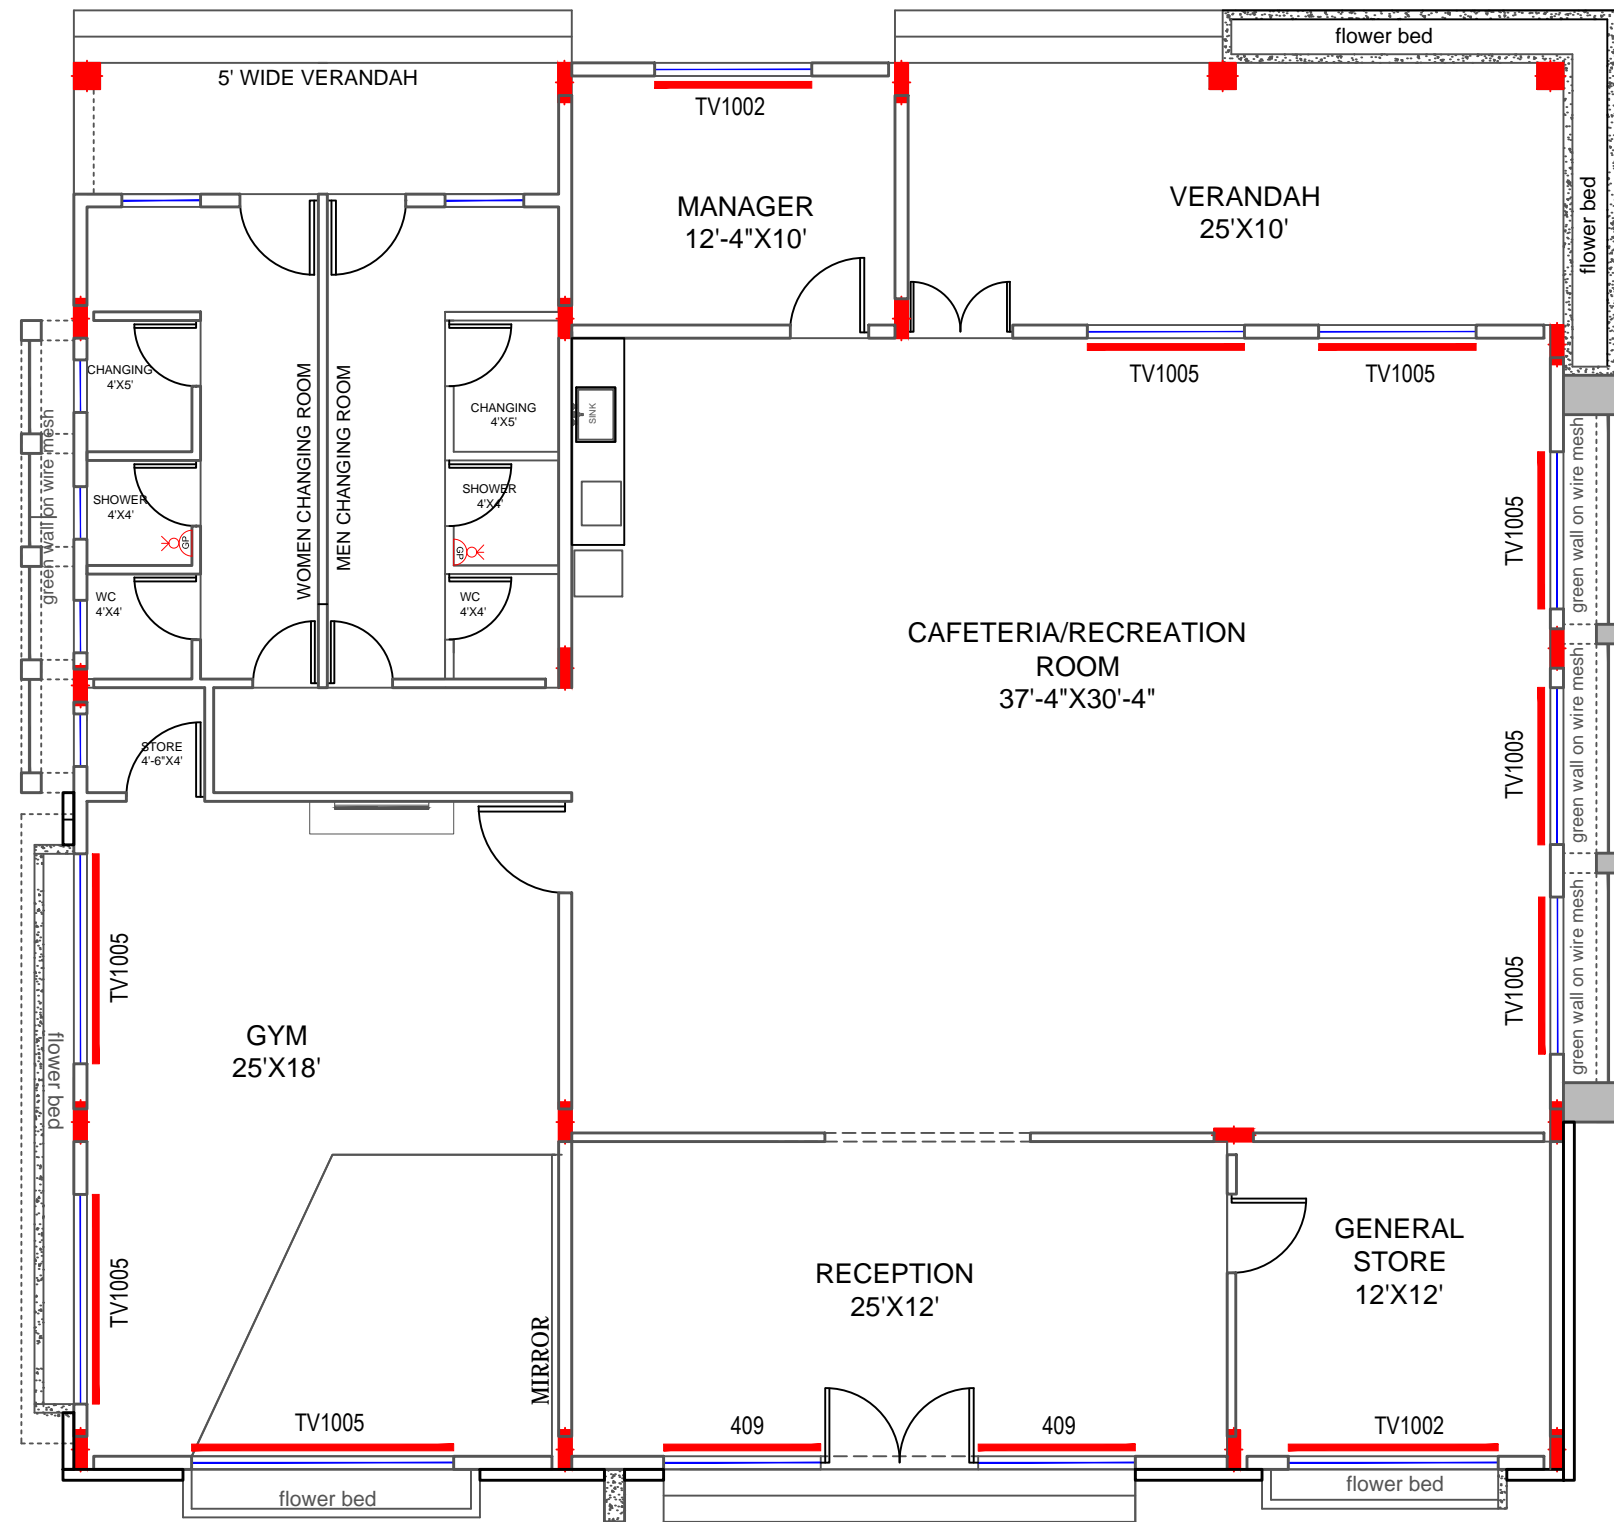 flower bed
5' WIDE VERANDAH
TV1002
flower bed
MANAGER
12'-4"X10'
VERANDAH
25'X10'
CHANGING
4'X5'
TV1005
TV1005
CHANGING
4'X5'
SINK
WOMEN CHANGING ROOM
MEN CHANGING ROOM
green wall on wire mesh
SHOWER
4'X4'
SHOWER
4'X4'
GP
GP
TV1005
green wall on wire mesh
WC
4'X4'
WC
4'X4'
CAFETERIA/RECREATION
ROOM
37'-4"X30'-4"
STORE
4'-6"X4'
TV1005
green wall on wire mesh
TV1005
TV1005
green wall on wire mesh
GYM
25'X18'
flower bed
TV1005
MIRROR
RECEPTION
25'X12'
GENERAL
STORE
12'X12'
TV1005
409
409
TV1002
flower bed
flower bed